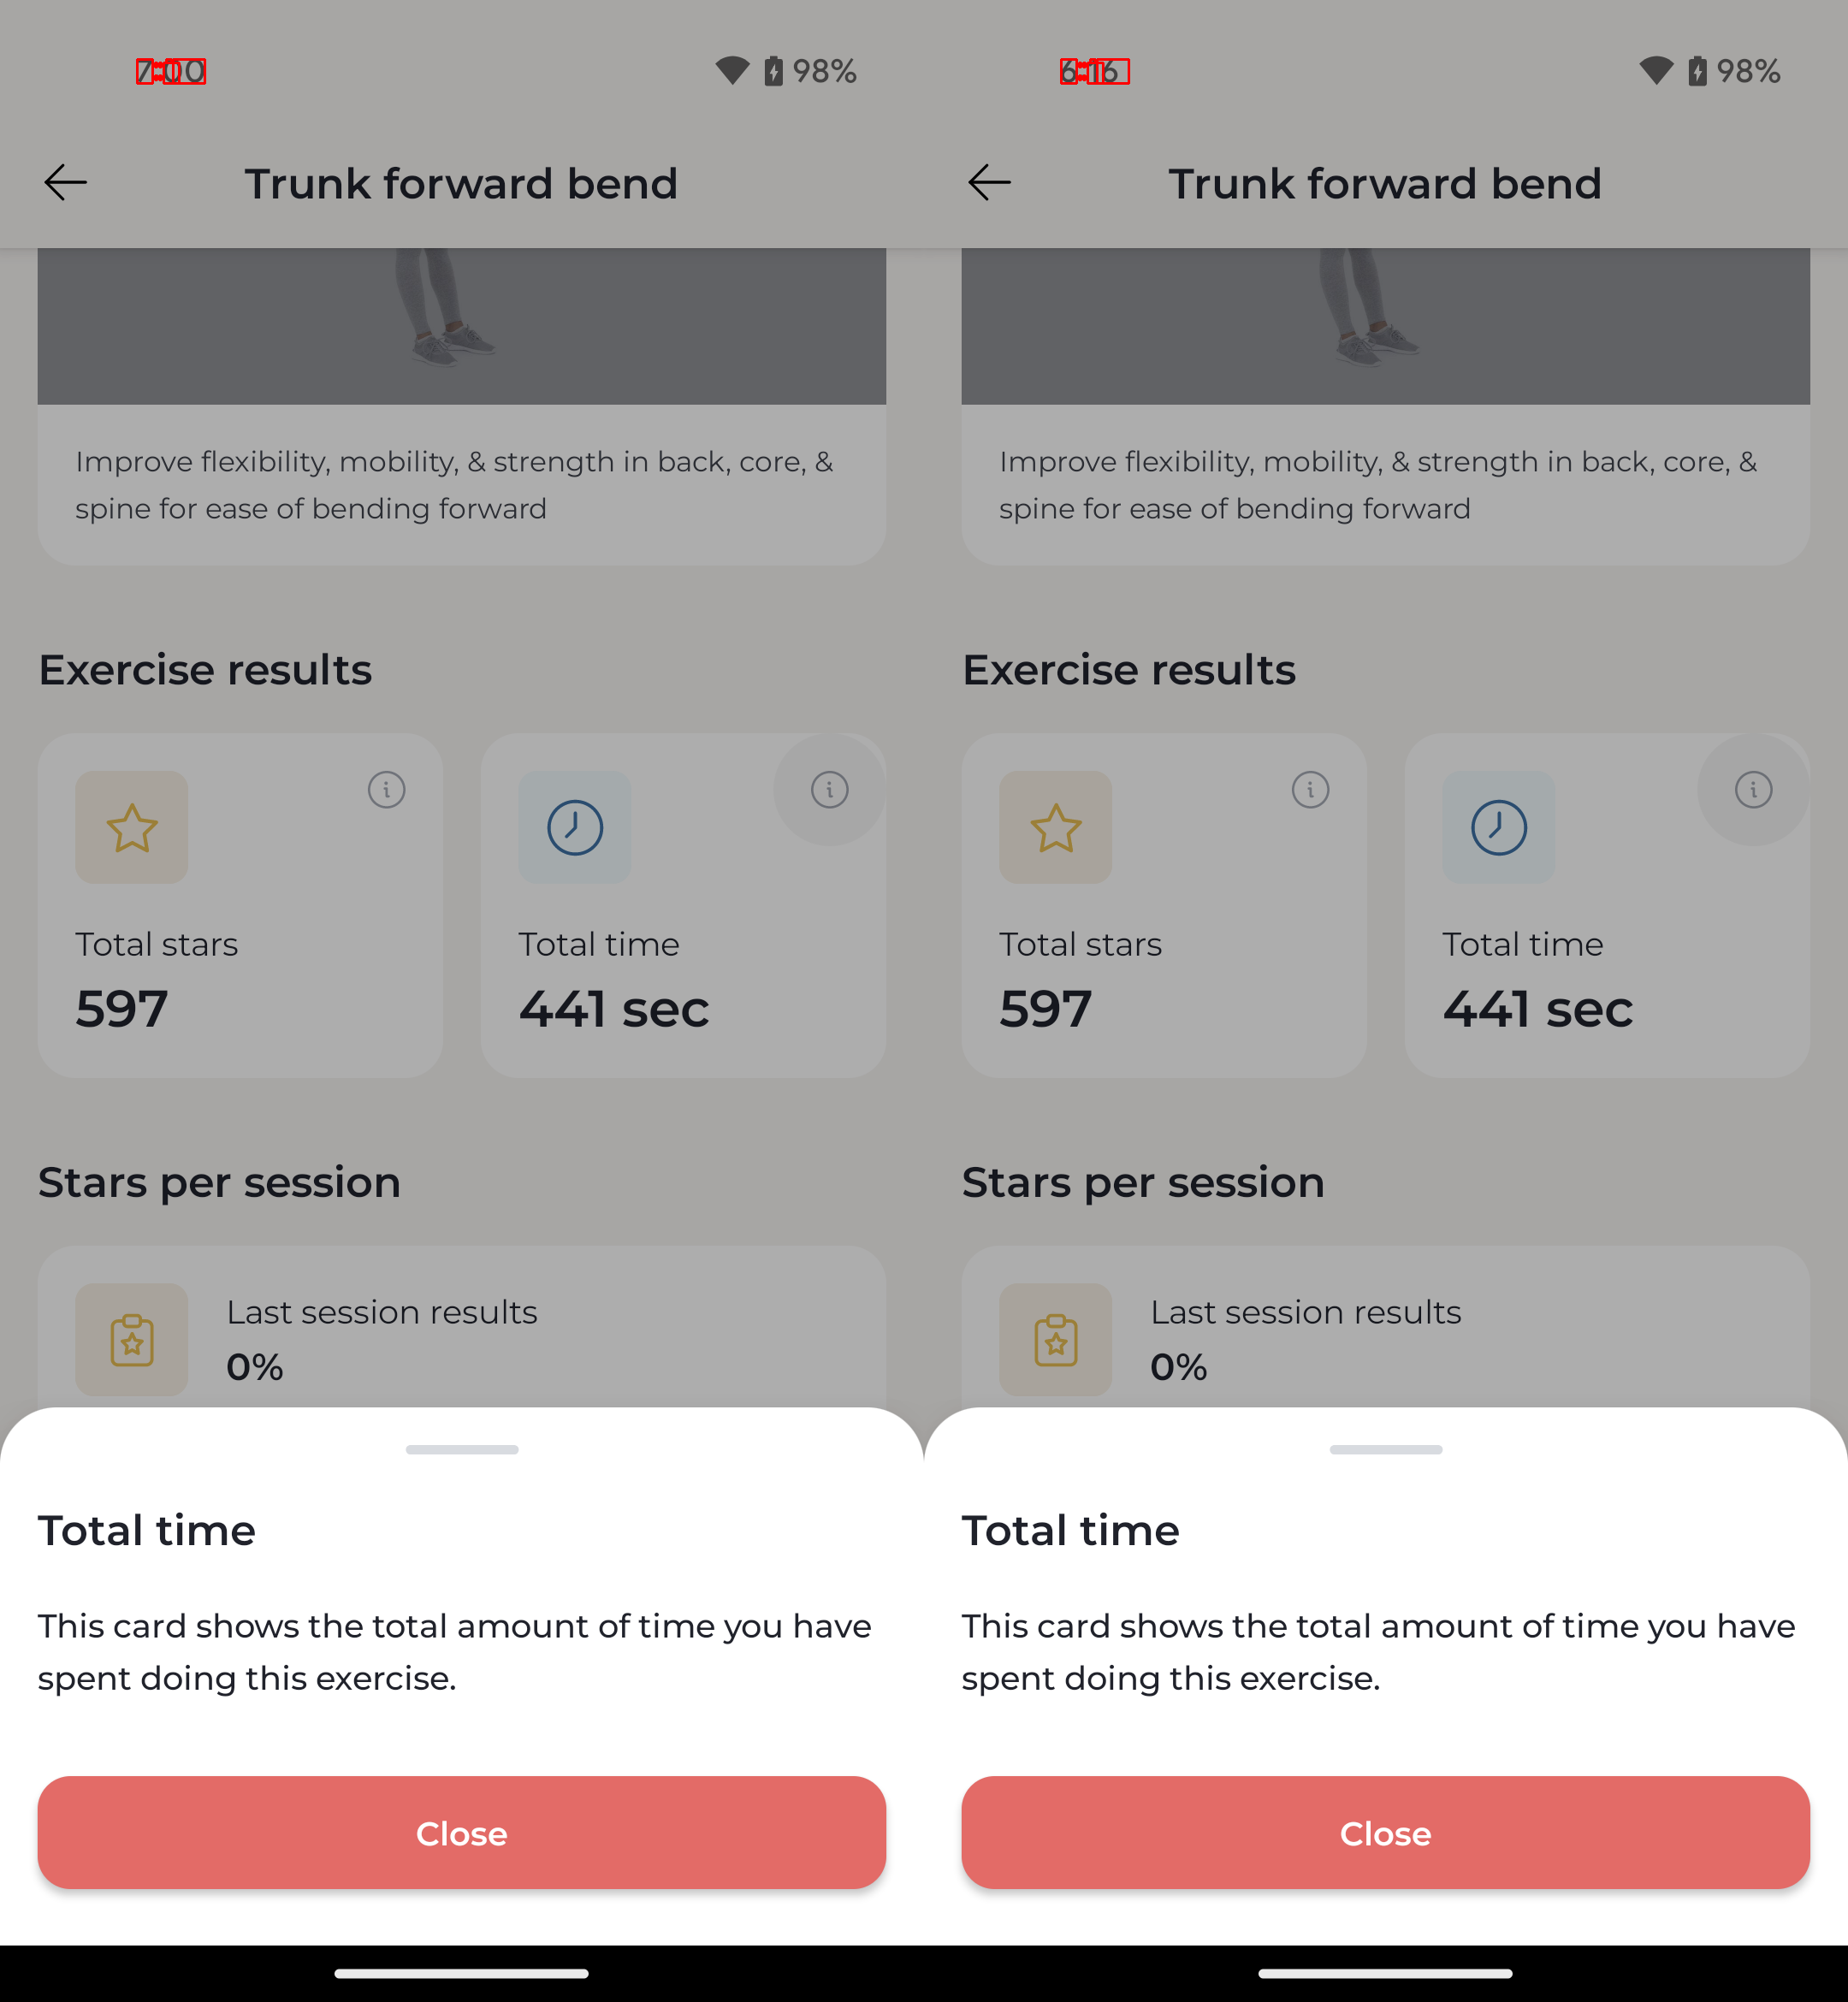 7:00
98%
Trunk forward bend
Improve flexibility, mobility, & strength in back, core, &
spine for ease of bending forward
Exercise results
Total stars
597
Total time
441 sec
Stars per session
Last session results
0%
Total time
This card shows the total amount of time you have
spent doing this exercise.
Close
6:16
98%
Trunk forward bend
Improve flexibility, mobility, & strength in back, core, &
spine for ease of bending forward
Exercise results
Total stars
597
Total time
441 sec
Stars per session
Last session results
0%
Total time
This card shows the total amount of time you have
spent doing this exercise.
Close